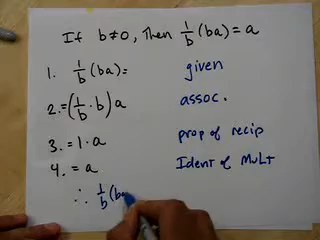 If b≠0, Then 1/b (ba) = a
1. 1/b (ba) = given
2. = (1/b · b) a assoc.
3. = 1 · a prop of recip
4. = a Ident of Mult
∴ 1/b (ba